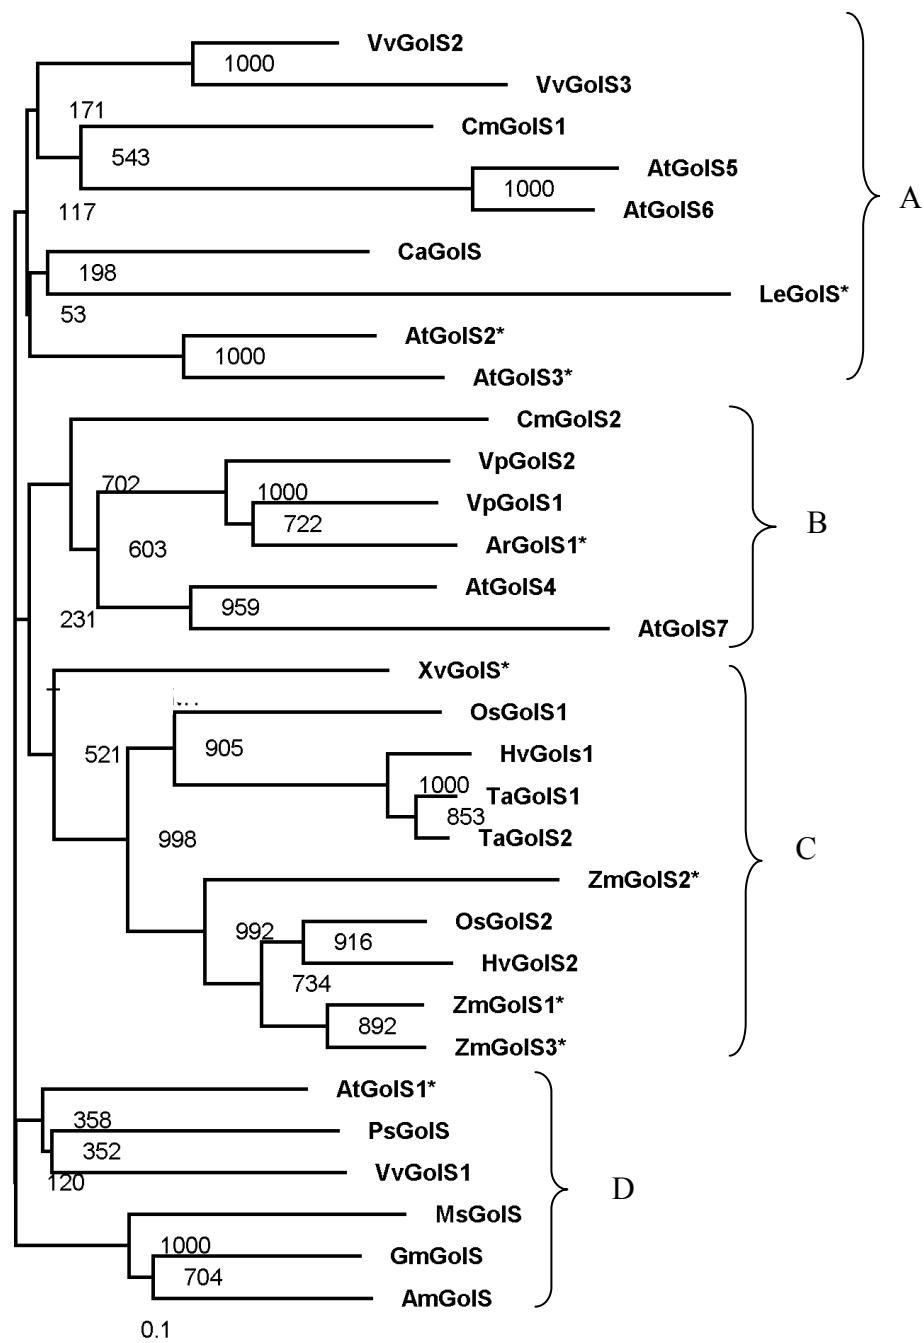 VvGolS2
1000
VvGolS3
171
CmGolS1
543
AtGolS5
1000
AtGolS6
A
117
CaGolS
198
LeGolS*
53
AtGolS2*
1000
AtGolS3*
CmGolS2
VpGolS2
702
1000
VpGolS1
722
B
603
ArGolS1*
AtGolS4
959
231
AtGolS7
XvGolS*
...
OsGolS1
521
905
HvGols1
1000
TaGolS1
853
998
TaGolS2
C
ZmGolS2*
992
OsGolS2
916
HvGolS2
734
ZmGolS1*
892
ZmGolS3*
AtGolS1*
358
PsGolS
352
VvGolS1
120
D
MsGolS
1000
GmGolS
704
AmGolS
0.1